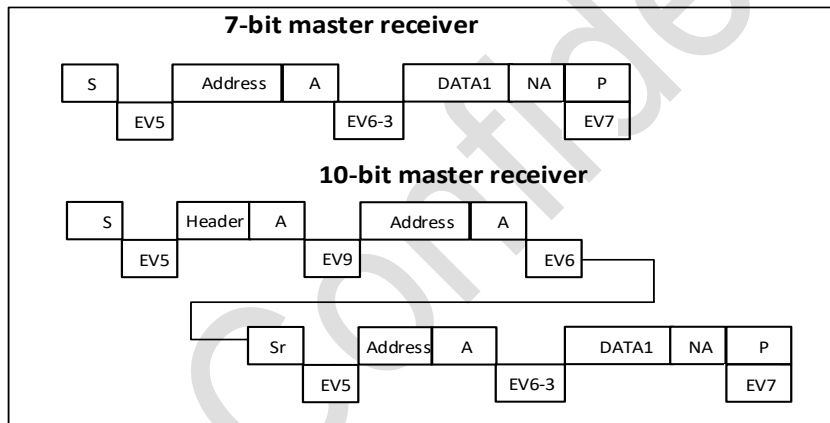 7-bit master receiver
S Address A DATA1 NA P
EV5 EV6-3 EV7
10-bit master receiver
S Header A Address A
EV5 EV9 EV6
Sr Address A DATA1 NA P
EV5 EV6-3 EV7
Confide